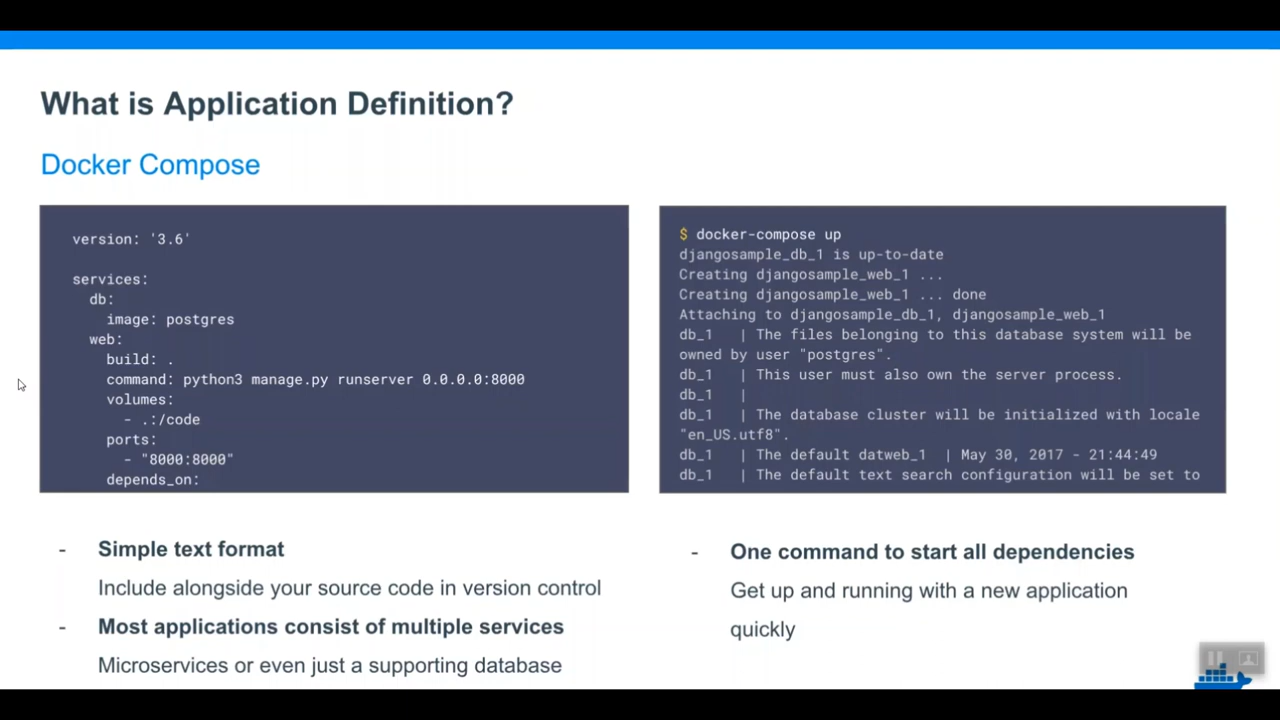 What is Application Definition?
Docker Compose
version: '3.6'
services:
db:
image: postgres
web:
build: .
command: python3 manage.py runserver 0.0.0.0:8000
volumes:
- .:/code
ports:
- "8000:8000"
depends_on:
$ docker-compose up
djangosample_db_1 is up-to-date
Creating djangosample_web_1 ...
Creating djangosample_web_1 ... done
Attaching to djangosample_db_1, djangosample_web_1
db_1 | The files belonging to this database system will be
owned by user "postgres".
db_1 | This user must also own the server process.
db_1 |
db_1 | The database cluster will be initialized with locale
"en_US.utf8".
db_1 | The default datweb_1 | May 30, 2017 - 21:44:49
db_1 | The default text search configuration will be set to
- Simple text format
Include alongside your source code in version control
- Most applications consist of multiple services
Microservices or even just a supporting database
- One command to start all dependencies
Get up and running with a new application
quickly